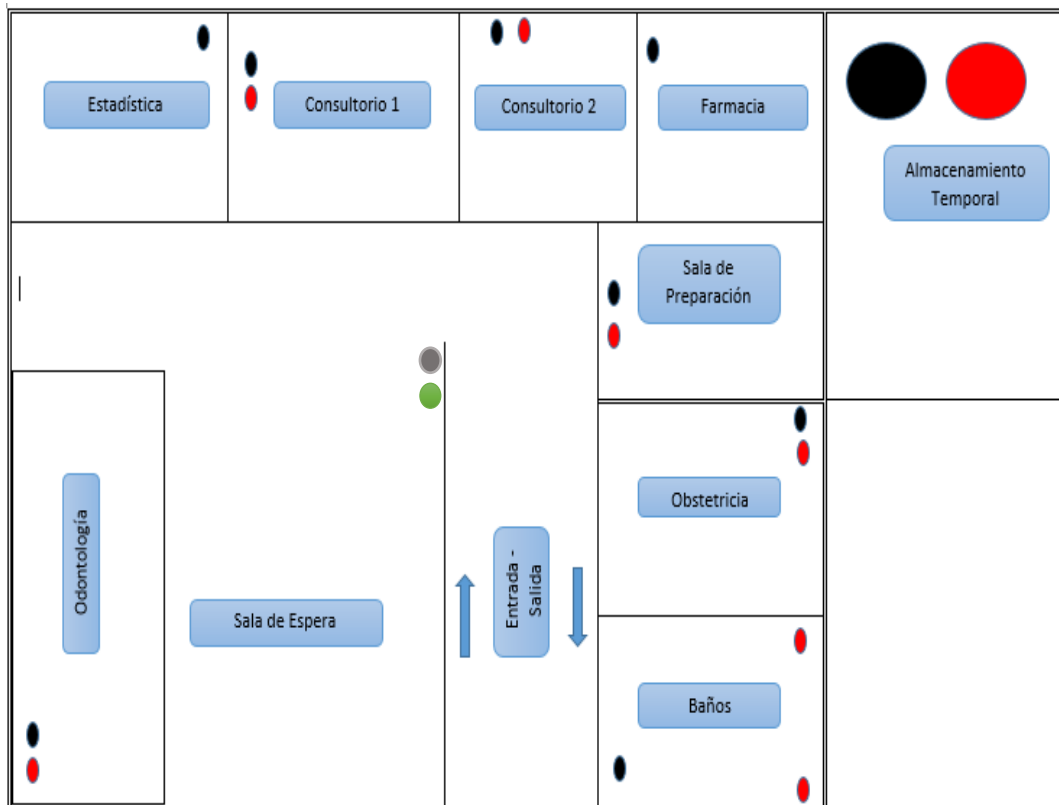 Estadística
Consultorio 1
Consultorio 2
Farmacia
Almacenamiento
Temporal
Sala de
Preparación
Odontología
Sala de Espera
Entrada -
Salida
Obstetricia
Baños